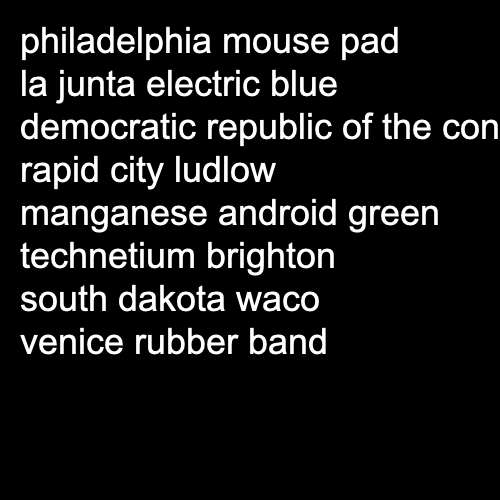 philadelphia mouse pad
la junta electric blue
democratic republic of the con
rapid city ludlow
manganese android green
technetium brighton
south dakota waco
venice rubber band